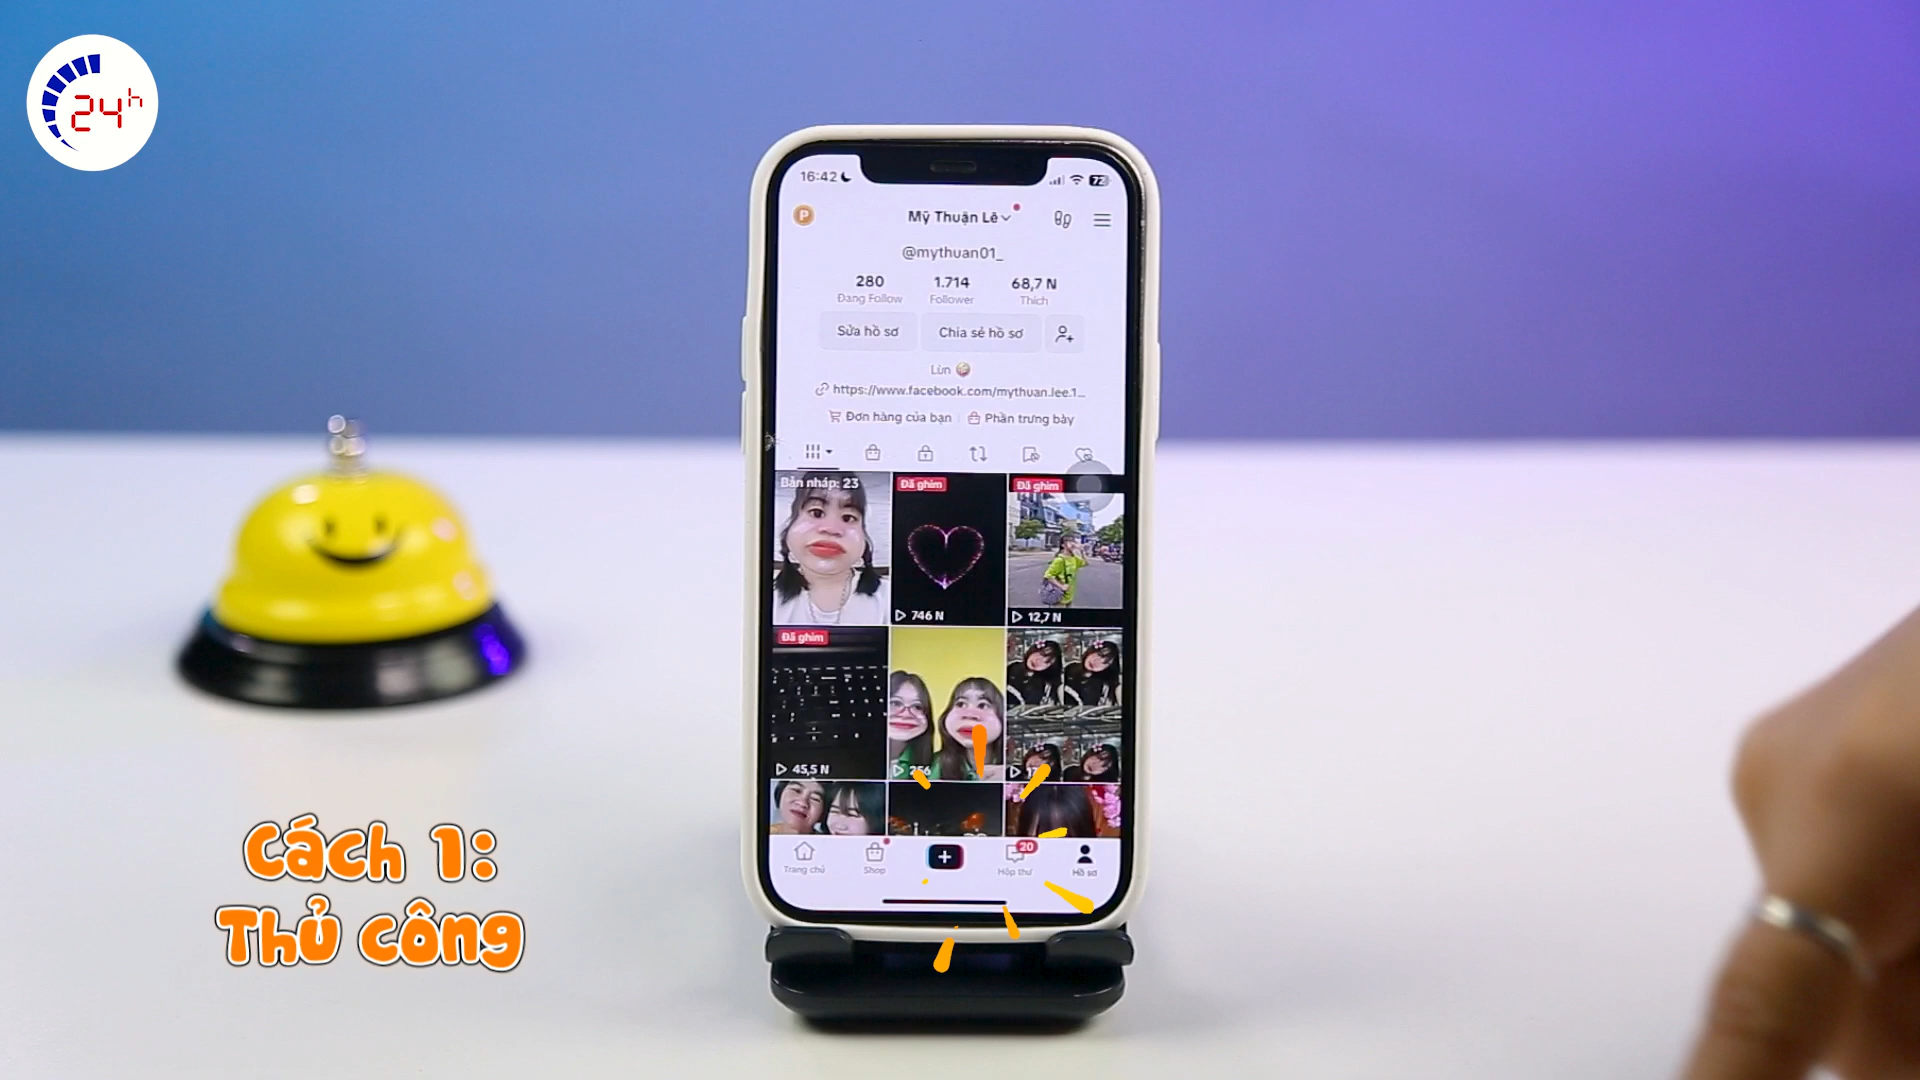 24h
16:42
72
P
Mỹ Thuận Lê
@mythuan01_
280 1.714 68,7 N
Đang Follow Follower Thích
Sửa hồ sơ Chia sẻ hồ sơ
Lùn
https://www.facebook.com/mythuan.lee.1...
Đơn hàng của bạn Phần trưng bày
Bản nháp: 23 Đã ghim Đã ghim
746 N 12,7 N
Đã ghim
45,5 N 256
20
Trang chủ Shop Hộp thư Hồ sơ
Cách 1:
Thủ công